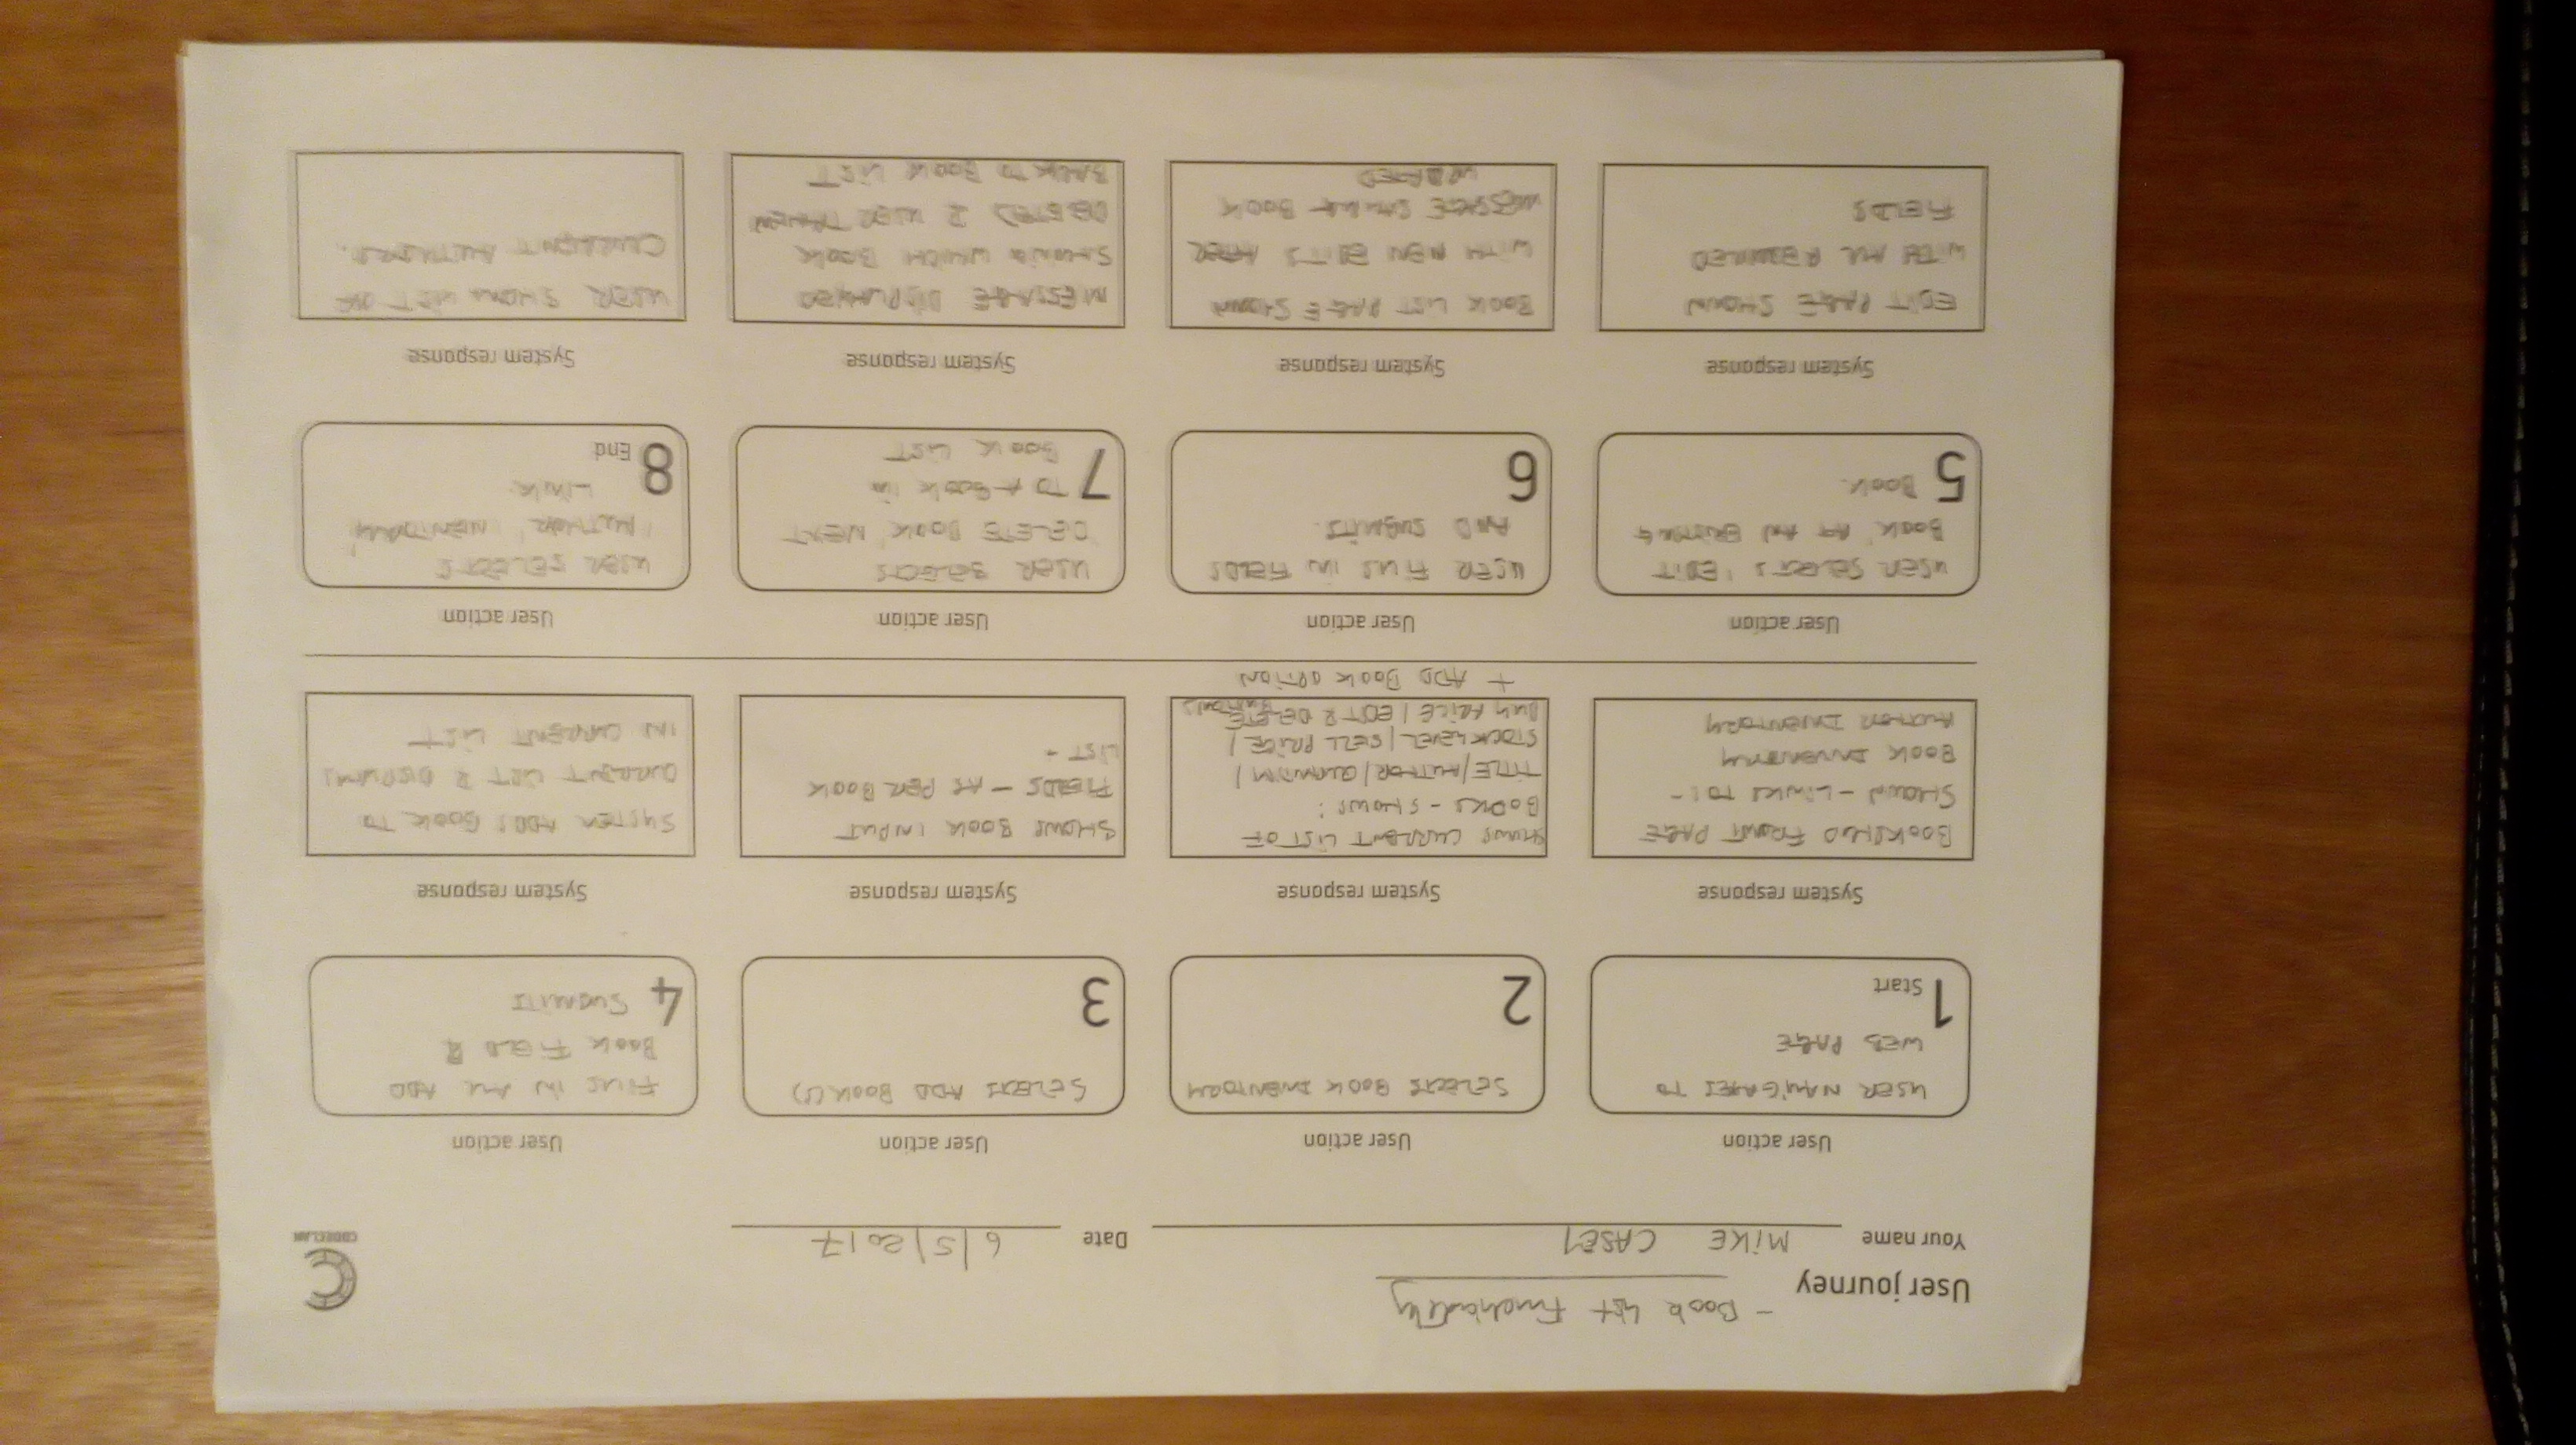 User journey - Book List Functionality
Your name MIKE CASEY Date 6/5/2017
CODECLAN
User action
USER NAVIGATES TO
WEB PAGE
1 Start
User action
SELECTS BOOK INVENTORY
2
User action
SELECTS ADD BOOK(S)
3
User action
FILLS IN ALL ADD
BOOK FIELD &
4 SUBMITS
System response
BOOKSHED FRONT PAGE
SHOWN - LINKS TO:-
BOOK INVENTORY
AUTHOR INVENTORY
System response
SHOWS CURRENT LIST OF
BOOKS - SHOWS:
TITLE/AUTHOR/QUANTITY/
STOCK LEVEL/SELL PRICE/
BUY PRICE/EDIT & DELETE
BUTTONS
+ ADD BOOK OPTION
System response
SHOWS BOOK INPUT
FIELDS - AS PER BOOK
LIST -
System response
SYSTEM ADDS BOOK TO
CURRENT LIST & DISPLAYS
IN CURRENT LIST
User action
USER SELECTS 'EDIT
BOOK' AT AN EXISTING
5 BOOK.
User action
USER FILLS IN FIELDS
AND SUBMITS.
6
User action
USER SELECTS
'DELETE BOOK' NEXT
TO A BOOK IN
7 BOOK LIST
User action
USER SELECTS
'AUTHOR INVENTORY'
LINK
8 End
System response
EDIT PAGE SHOWN
WITH ALL REQUIRED
FIELDS
System response
BOOK LIST PAGE SHOWN
WITH NEW EDITS AFTER
MESSAGE SAYING BOOK
UPDATED
System response
MESSAGE DISPLAYED
SHOWING WHICH BOOK
DELETED & USER TAKEN
BACK TO BOOK LIST
System response
USER SHOWN LIST OF
CURRENT AUTHORS.